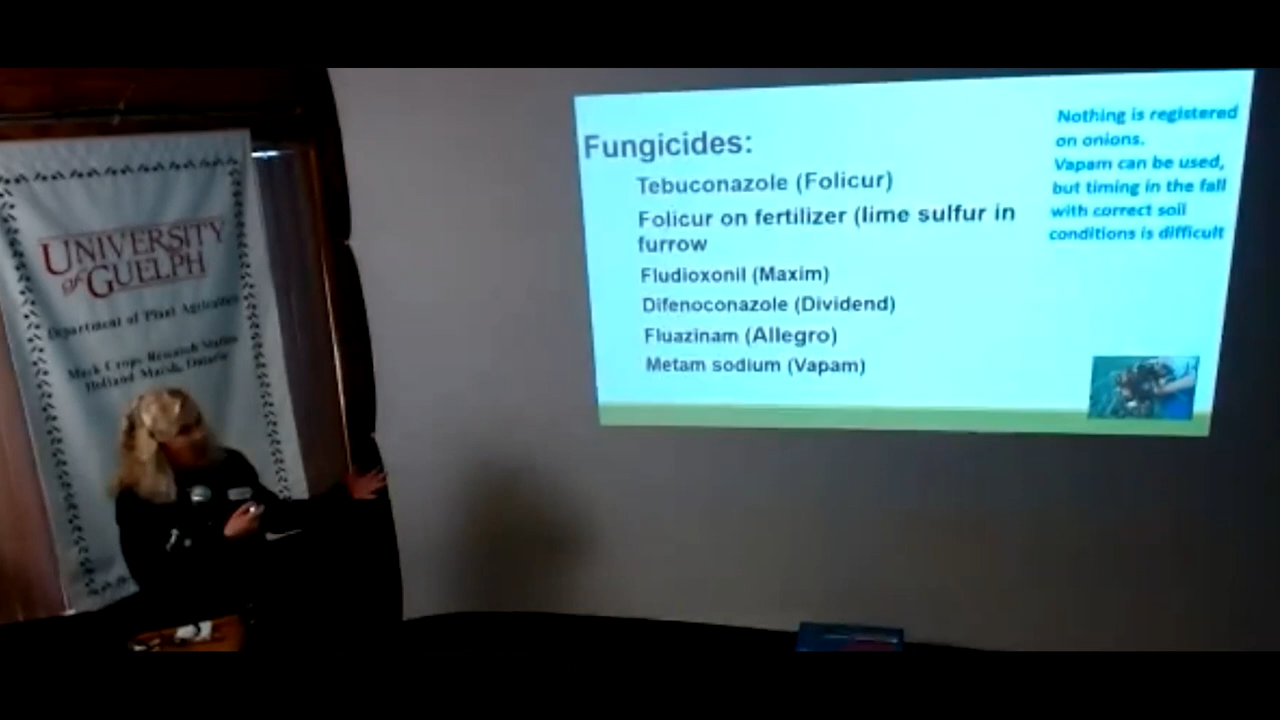 UNIVERSITY
of GUELPH
Department of Plant Agriculture
Muck Crops Research Station
Holland Marsh, Ontario
Fungicides:
Tebuconazole (Folicur)
Folicur on fertilizer (lime sulfur in
furrow
Fludioxonil (Maxim)
Difenoconazole (Dividend)
Fluazinam (Allegro)
Metam sodium (Vapam)
Nothing is registered
on onions.
Vapam can be used,
but timing in the fall
with correct soil
conditions is difficult